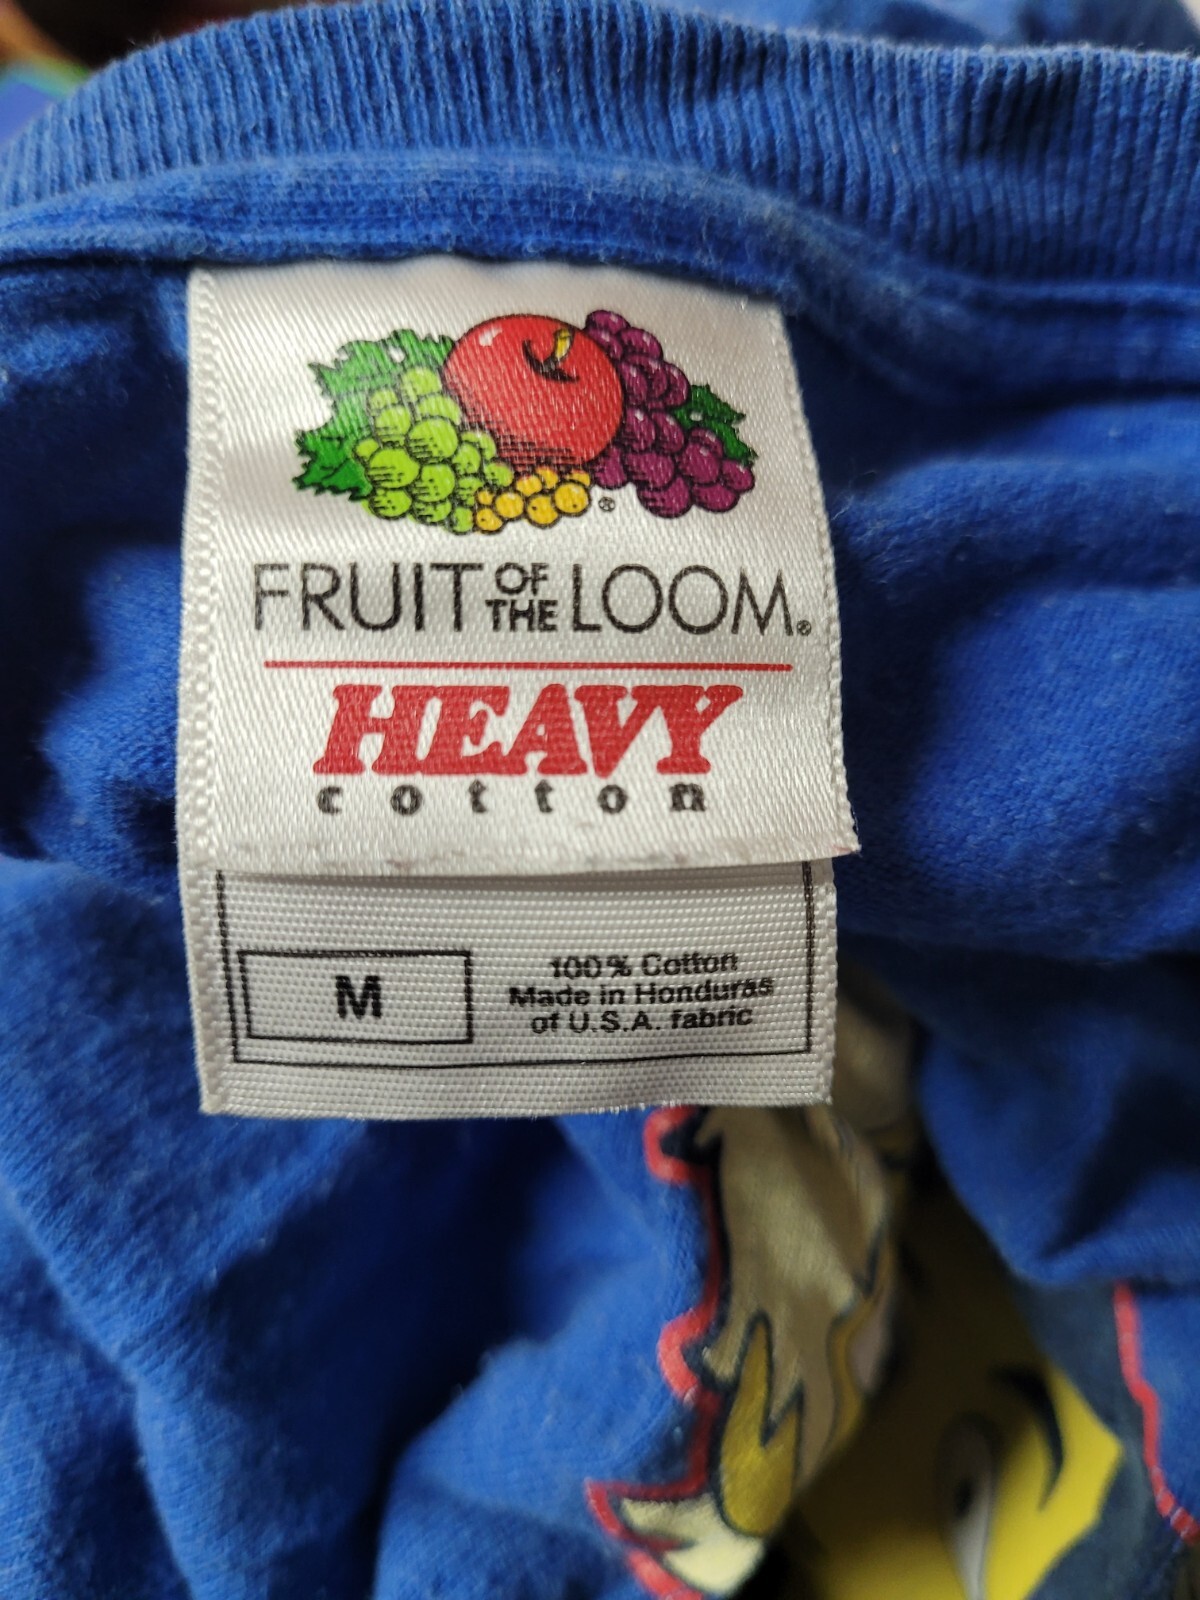 ®
FRUIT OF THE LOOM®
HEAVY
cotton
M
100% Cotton
Made in Honduras
of U.S.A. fabric